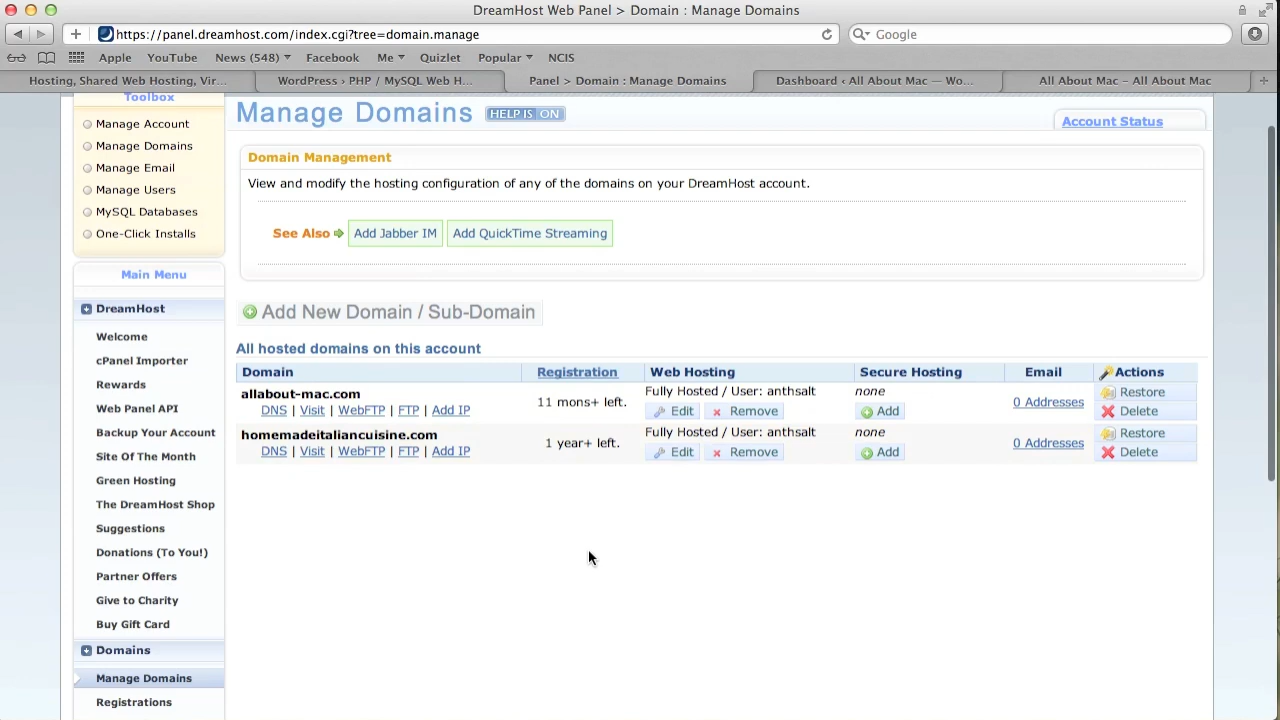 DreamHost Web Panel > Domain : Manage Domains
https://panel.dreamhost.com/index.cgi?tree=domain.manage
Google
Apple YouTube News (548) Facebook Me Quizlet Popular NCIS
Hosting, Shared Web Hosting, Vir...
WordPress › PHP / MySQL Web H...
Panel > Domain : Manage Domains
Dashboard ‹ All About Mac — Wo...
All About Mac – All About Mac
Toolbox
Manage Account
Manage Domains
Manage Email
Manage Users
MySQL Databases
One-Click Installs
Main Menu
DreamHost
Welcome
cPanel Importer
Rewards
Web Panel API
Backup Your Account
Site Of The Month
Green Hosting
The DreamHost Shop
Suggestions
Donations (To You!)
Partner Offers
Give to Charity
Buy Gift Card
Domains
Manage Domains
Registrations
Manage Domains HELP IS ON
Account Status
Domain Management
View and modify the hosting configuration of any of the domains on your DreamHost account.
See Also Add Jabber IM Add QuickTime Streaming
Add New Domain / Sub-Domain
All hosted domains on this account
Domain Registration Web Hosting Secure Hosting Email Actions
allabout-mac.com
DNS | Visit | WebFTP | FTP | Add IP
11 mons+ left.
Fully Hosted / User: anthsalt
Edit Remove
none
Add
0 Addresses
Restore
Delete
homemadeitaliancuisine.com
DNS | Visit | WebFTP | FTP | Add IP
1 year+ left.
Fully Hosted / User: anthsalt
Edit Remove
none
Add
0 Addresses
Restore
Delete